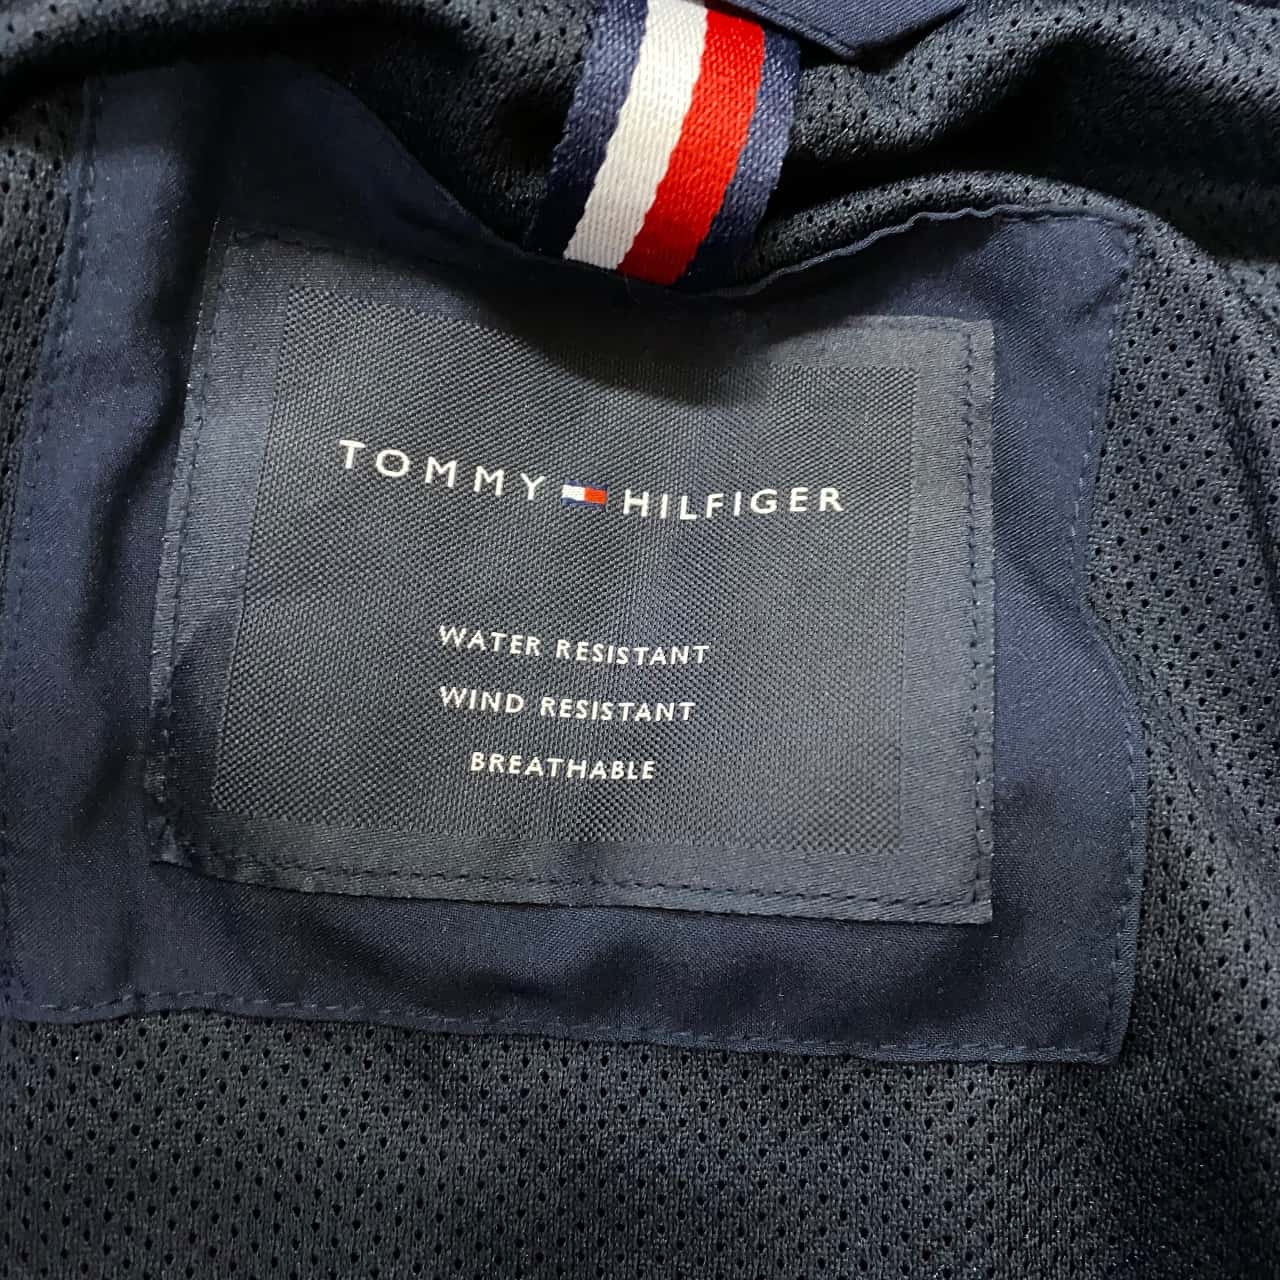 TOMMY HILFIGER
WATER RESISTANT
WIND RESISTANT
BREATHABLE